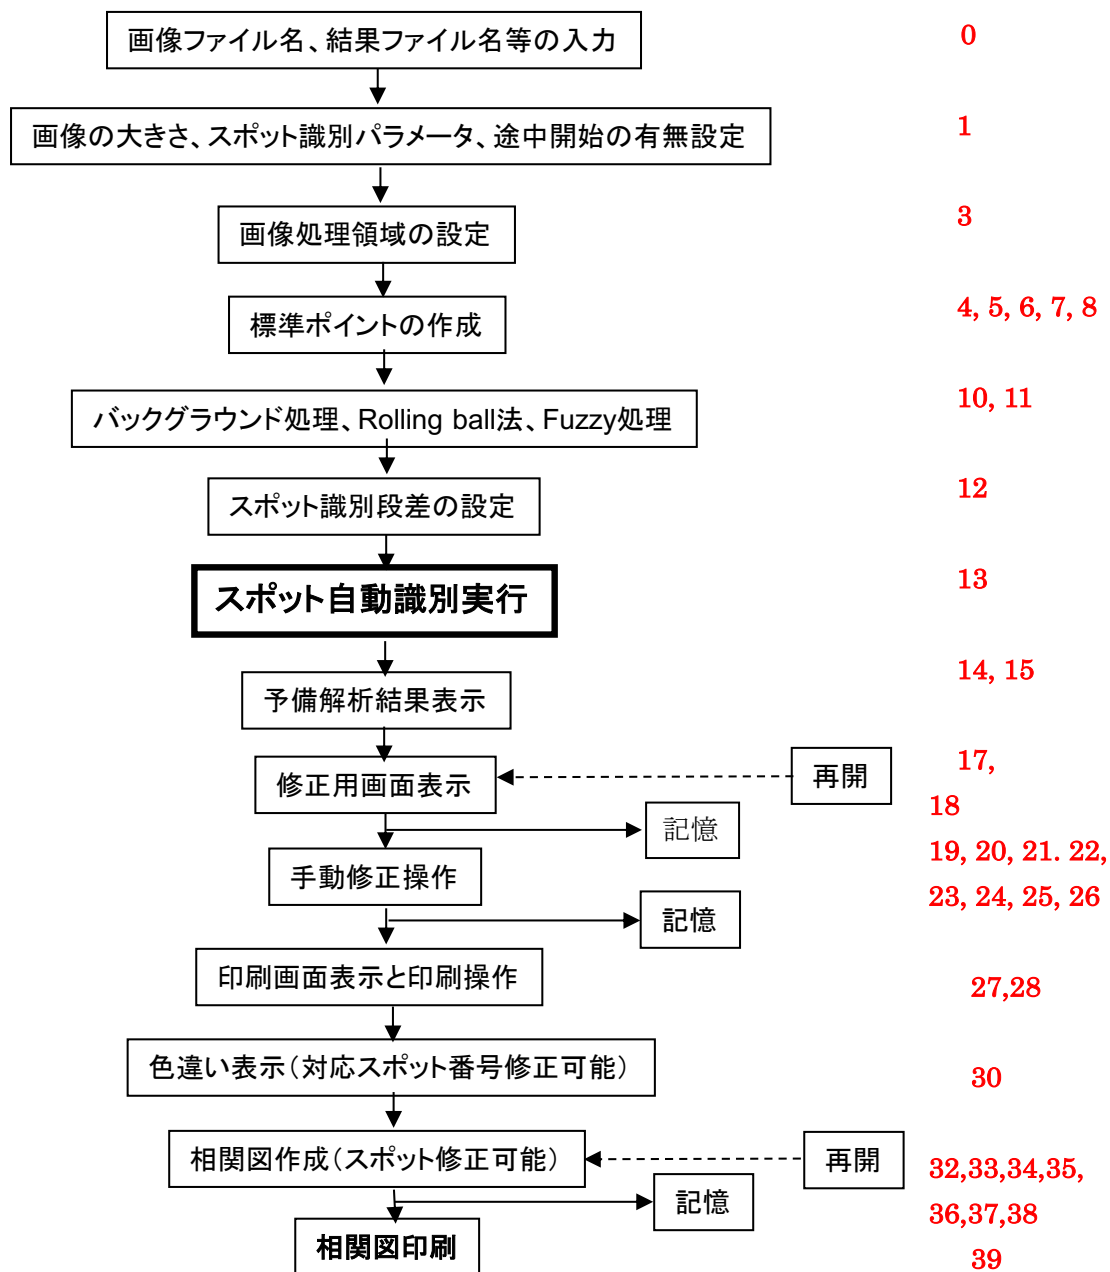 画像ファイル名、結果ファイル名等の入力
0
画像の大きさ、スポット識別パラメータ、途中開始の有無設定
1
画像処理領域の設定
3
標準ポイントの作成
4, 5, 6, 7, 8
バックグラウンド処理、Rolling ball法、Fuzzy処理
10, 11
スポット識別段差の設定
12
スポット自動識別実行
13
予備解析結果表示
14, 15
修正用画面表示
再開
17,
18
記憶
手動修正操作
19, 20, 21. 22,
23, 24, 25, 26
記憶
印刷画面表示と印刷操作
27,28
色違い表示（対応スポット番号修正可能）
30
相関図作成（スポット修正可能）
再開
32,33,34,35,
36,37,38
記憶
相関図印刷
39